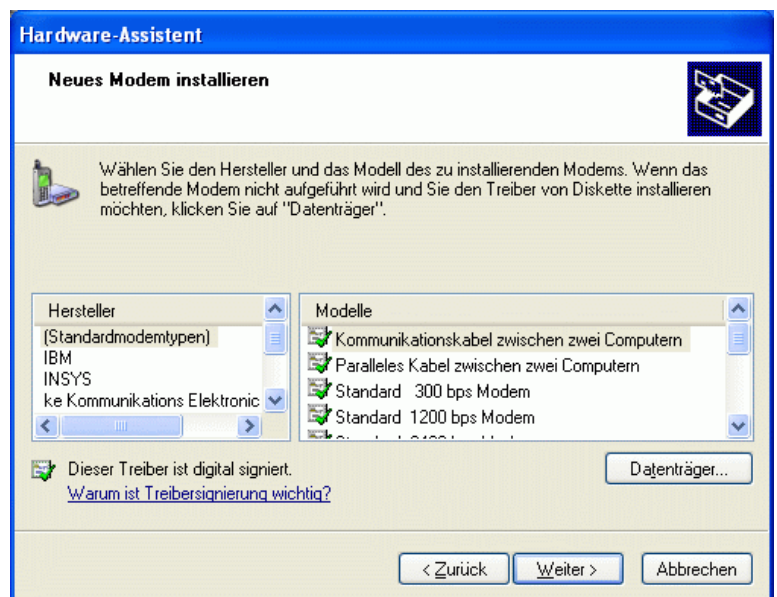 Hardware-Assistent
Neues Modem installieren
Wählen Sie den Hersteller und das Modell des zu installierenden Modems. Wenn das
betreffende Modem nicht aufgeführt wird und Sie den Treiber von Diskette installieren
möchten, klicken Sie auf "Datenträger".
Hersteller
(Standardmodemtypen)
IBM
INSYS
ke Kommunikations Elektronic
Modelle
Kommunikationskabel zwischen zwei Computern
Paralleles Kabel zwischen zwei Computern
Standard 300 bps Modem
Standard 1200 bps Modem
Dieser Treiber ist digital signiert.
Warum ist Treibersignierung wichtig?
Datenträger...
< Zurück
Weiter >
Abbrechen